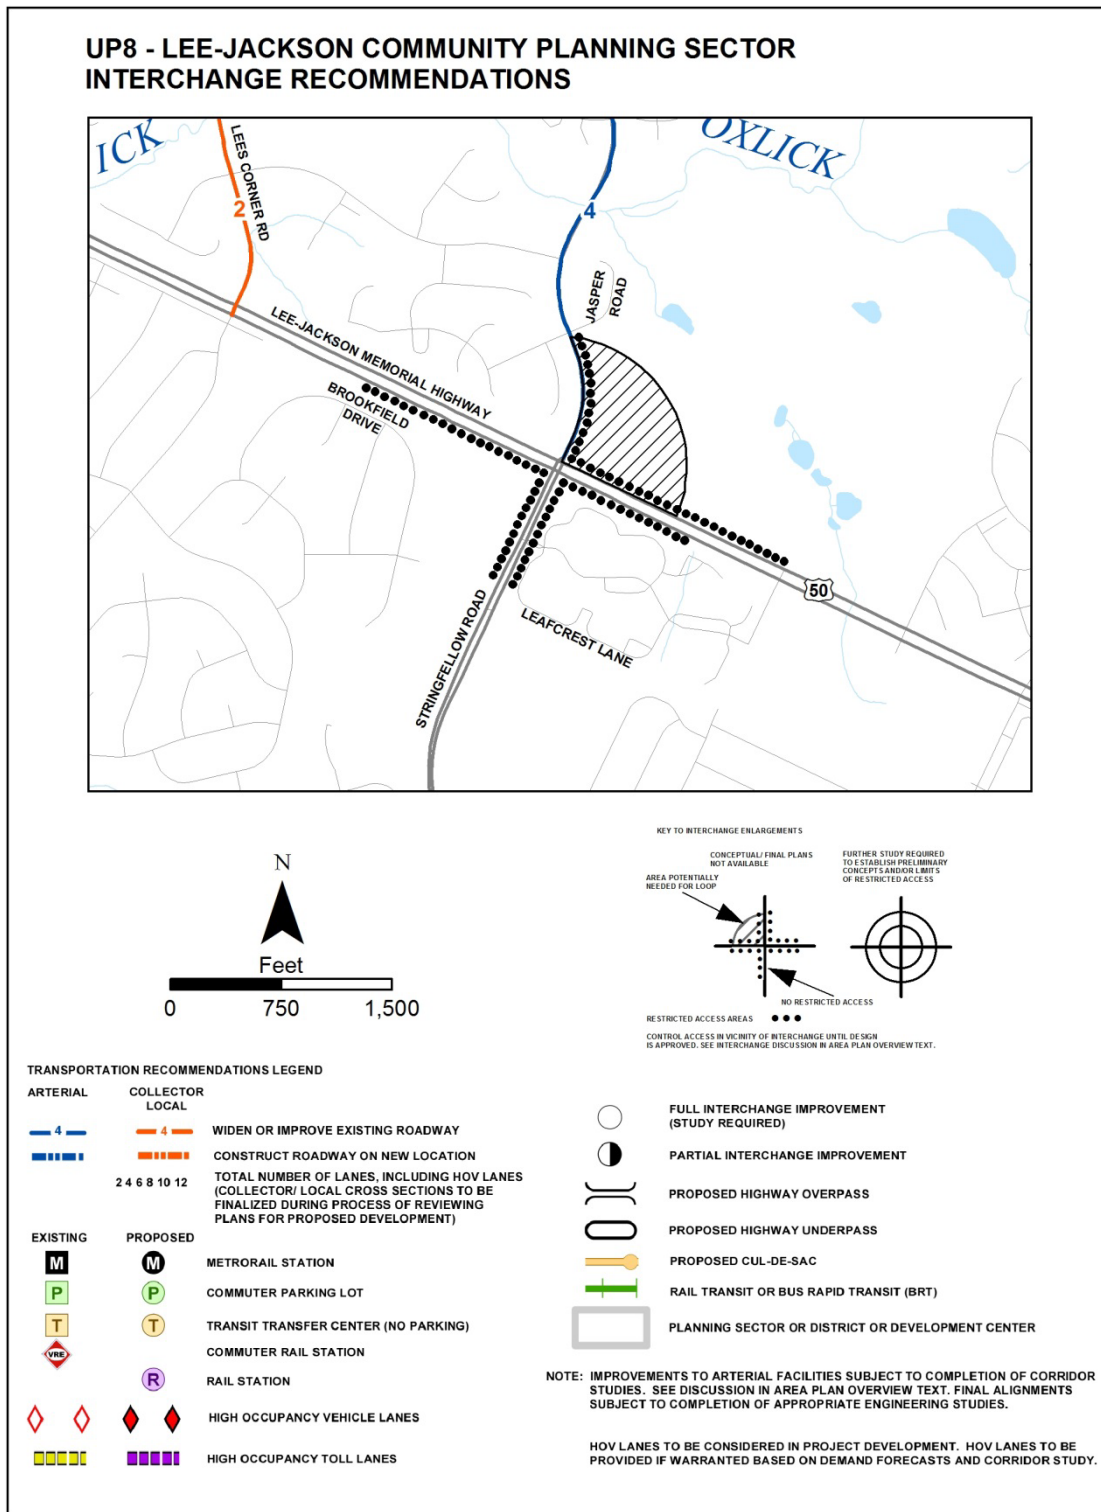 UP8 - LEE-JACKSON COMMUNITY PLANNING SECTOR
INTERCHANGE RECOMMENDATIONS
ICK
OXLICK
LEES CORNER RD
2
4
JASPER
ROAD
LEE-JACKSON MEMORIAL HIGHWAY
BROOKFIELD
DRIVE
50
STRINGFELLOW ROAD
LEAFCREST LANE
N
Feet
0 750 1,500
KEY TO INTERCHANGE ENLARGEMENTS
CONCEPTUAL/ FINAL PLANS
NOT AVAILABLE
AREA POTENTIALLY
NEEDED FOR LOOP
FURTHER STUDY REQUIRED
TO ESTABLISH PRELIMINARY
CONCEPTS AND/OR LIMITS
OF RESTRICTED ACCESS
NO RESTRICTED ACCESS
RESTRICTED ACCESS AREAS
CONTROL ACCESS IN VICINITY OF INTERCHANGE UNTIL DESIGN
IS APPROVED. SEE INTERCHANGE DISCUSSION IN AREA PLAN OVERVIEW TEXT.
TRANSPORTATION RECOMMENDATIONS LEGEND
ARTERIAL
COLLECTOR
LOCAL
4 4 WIDEN OR IMPROVE EXISTING ROADWAY
CONSTRUCT ROADWAY ON NEW LOCATION
2 4 6 8 10 12 TOTAL NUMBER OF LANES, INCLUDING HOV LANES
(COLLECTOR/ LOCAL CROSS SECTIONS TO BE
FINALIZED DURING PROCESS OF REVIEWING
PLANS FOR PROPOSED DEVELOPMENT)
EXISTING PROPOSED
M M METRORAIL STATION
P P COMMUTER PARKING LOT
T T TRANSIT TRANSFER CENTER (NO PARKING)
VRE COMMUTER RAIL STATION
R RAIL STATION
HIGH OCCUPANCY VEHICLE LANES
HIGH OCCUPANCY TOLL LANES
FULL INTERCHANGE IMPROVEMENT
(STUDY REQUIRED)
PARTIAL INTERCHANGE IMPROVEMENT
PROPOSED HIGHWAY OVERPASS
PROPOSED HIGHWAY UNDERPASS
PROPOSED CUL-DE-SAC
RAIL TRANSIT OR BUS RAPID TRANSIT (BRT)
PLANNING SECTOR OR DISTRICT OR DEVELOPMENT CENTER
NOTE: IMPROVEMENTS TO ARTERIAL FACILITIES SUBJECT TO COMPLETION OF CORRIDOR
STUDIES. SEE DISCUSSION IN AREA PLAN OVERVIEW TEXT. FINAL ALIGNMENTS
SUBJECT TO COMPLETION OF APPROPRIATE ENGINEERING STUDIES.
HOV LANES TO BE CONSIDERED IN PROJECT DEVELOPMENT. HOV LANES TO BE
PROVIDED IF WARRANTED BASED ON DEMAND FORECASTS AND CORRIDOR STUDY.